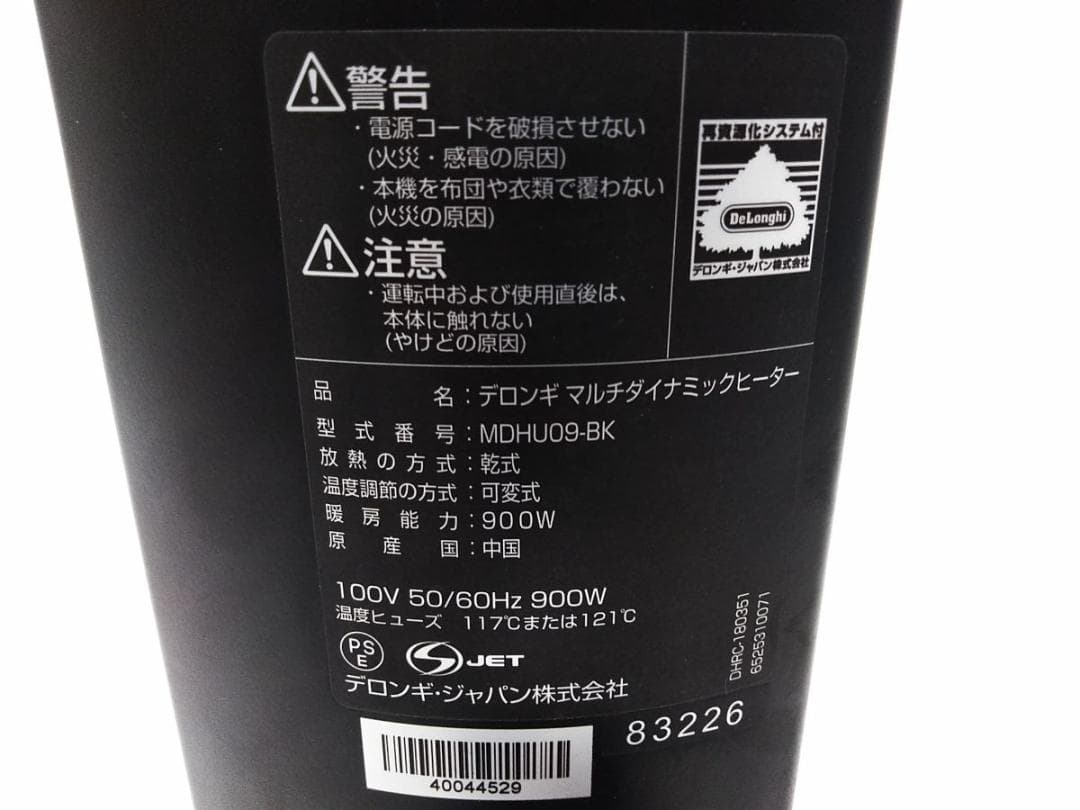 警告
・電源コードを破損させない
(火災・感電の原因)
・本機を布団や衣類で覆わない
(火災の原因)
注意
・運転中および使用直後は、
本体に触れない
(やけどの原因)
再資源化システム付
DeLonghi
デロンギ・ジャパン株式会社
品名：デロンギ マルチダイナミックヒーター
型式番号：MDHU09-BK
放熱の方式：乾式
温度調節の方式：可変式
暖房能力：900W
原産国：中国
100V 50/60Hz 900W
温度ヒューズ 117℃または121℃
PS
E
S JET
デロンギ・ジャパン株式会社
DHRC-180351
6525310071
83226
40044529